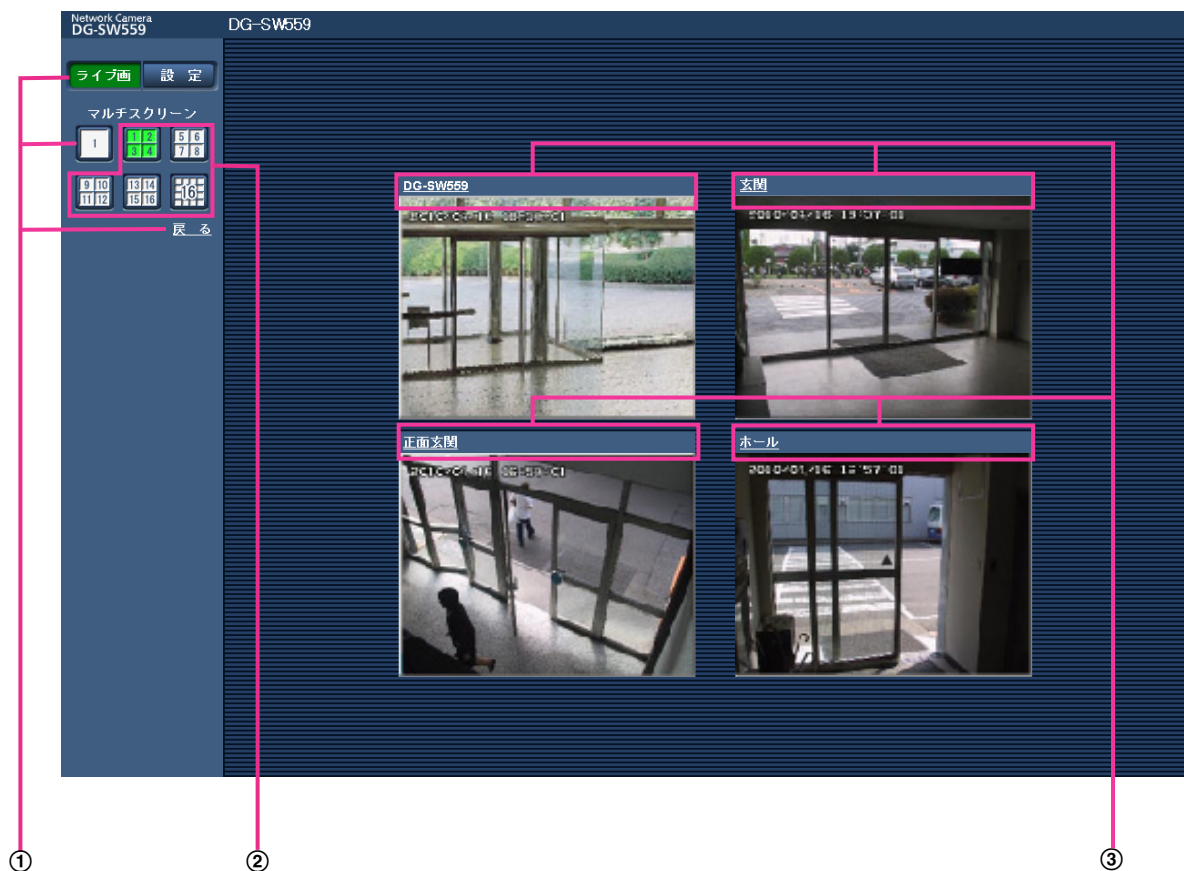 Network Camera
DG-SW559
DG-SW559
ライブ画
設 定
マルチスクリーン
1
1 2
3 4
5 6
7 8
9 10
11 12
13 14
15 16
16
戻 る
DG-SW559
玄関
正面玄関
ホール
① ② ③